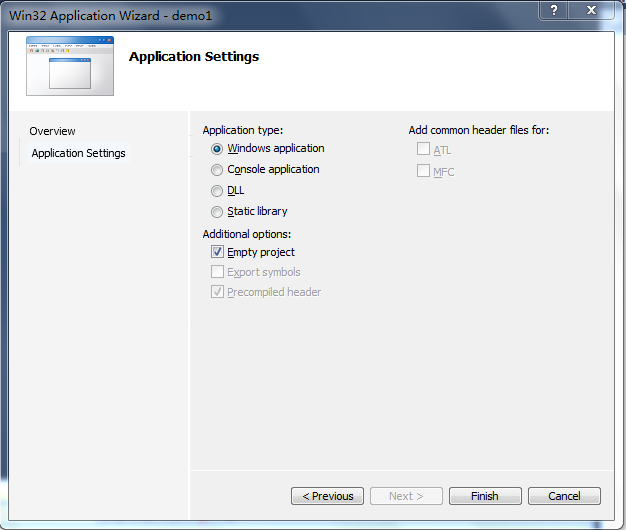 Win32 Application Wizard - demo1
?
Application Settings
Overview
Application Settings
Application type:
Windows application
Console application
DLL
Static library
Additional options:
Empty project
Export symbols
Precompiled header
Add common header files for:
ATL
MFC
< Previous
Next >
Finish
Cancel